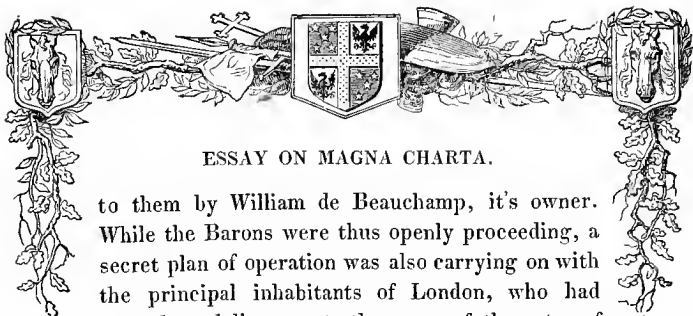 ESSAY ON MAGNA CHARTA.
to them by William de Beauchamp, it's owner.
While the Barons were thus openly proceeding, a
secret plan of operation was also carrying on with
the principal inhabitants of London, who had